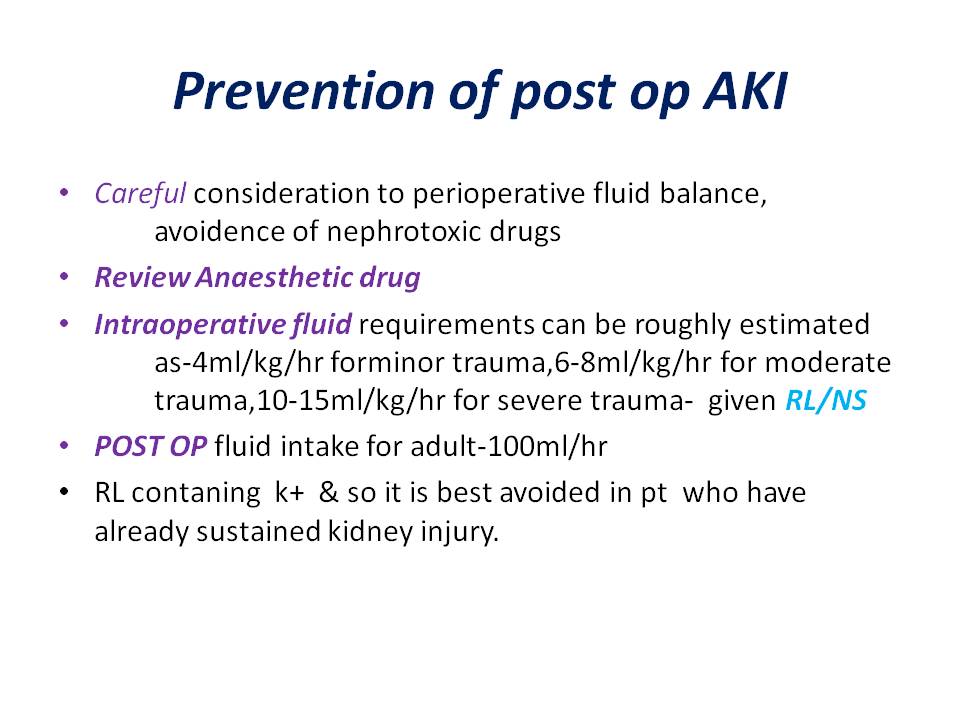 Prevention of post op AKI
• Careful consideration to perioperative fluid balance,
avoidence of nephrotoxic drugs
• Review Anaesthetic drug
• Intraoperative fluid requirements can be roughly estimated
as-4ml/kg/hr forminor trauma,6-8ml/kg/hr for moderate
trauma,10-15ml/kg/hr for severe trauma- given RL/NS
• POST OP fluid intake for adult-100ml/hr
• RL contaning k+ & so it is best avoided in pt who have
already sustained kidney injury.